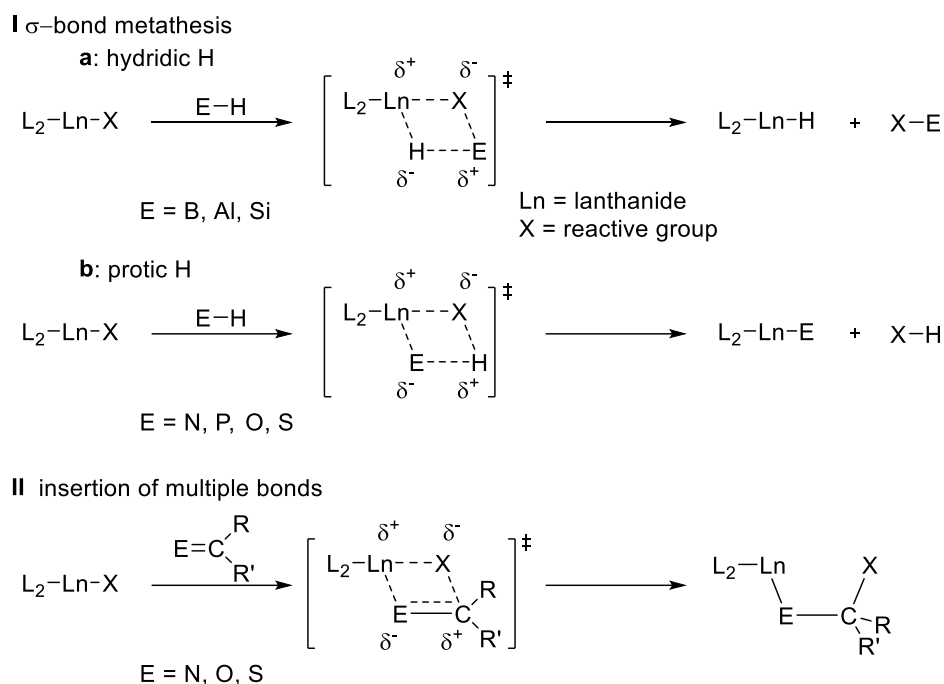 I σ−bond metathesis
a: hydridic H
L2−Ln−X
E−H
δ+ δ-
L2−Ln---X
H----E
δ- δ+
‡
L2−Ln−H + X−E
E = B, Al, Si
Ln = lanthanide
X = reactive group
b: protic H
L2−Ln−X
E−H
δ+ δ-
L2−Ln---X
E----H
δ- δ+
‡
L2−Ln−E + X−H
E = N, P, O, S
II insertion of multiple bonds
L2−Ln−X
E=C
R
R'
δ+ δ-
L2−Ln---X
E C
R
R'
δ- δ+
‡
L2−Ln X
E C R
R'
E = N, O, S